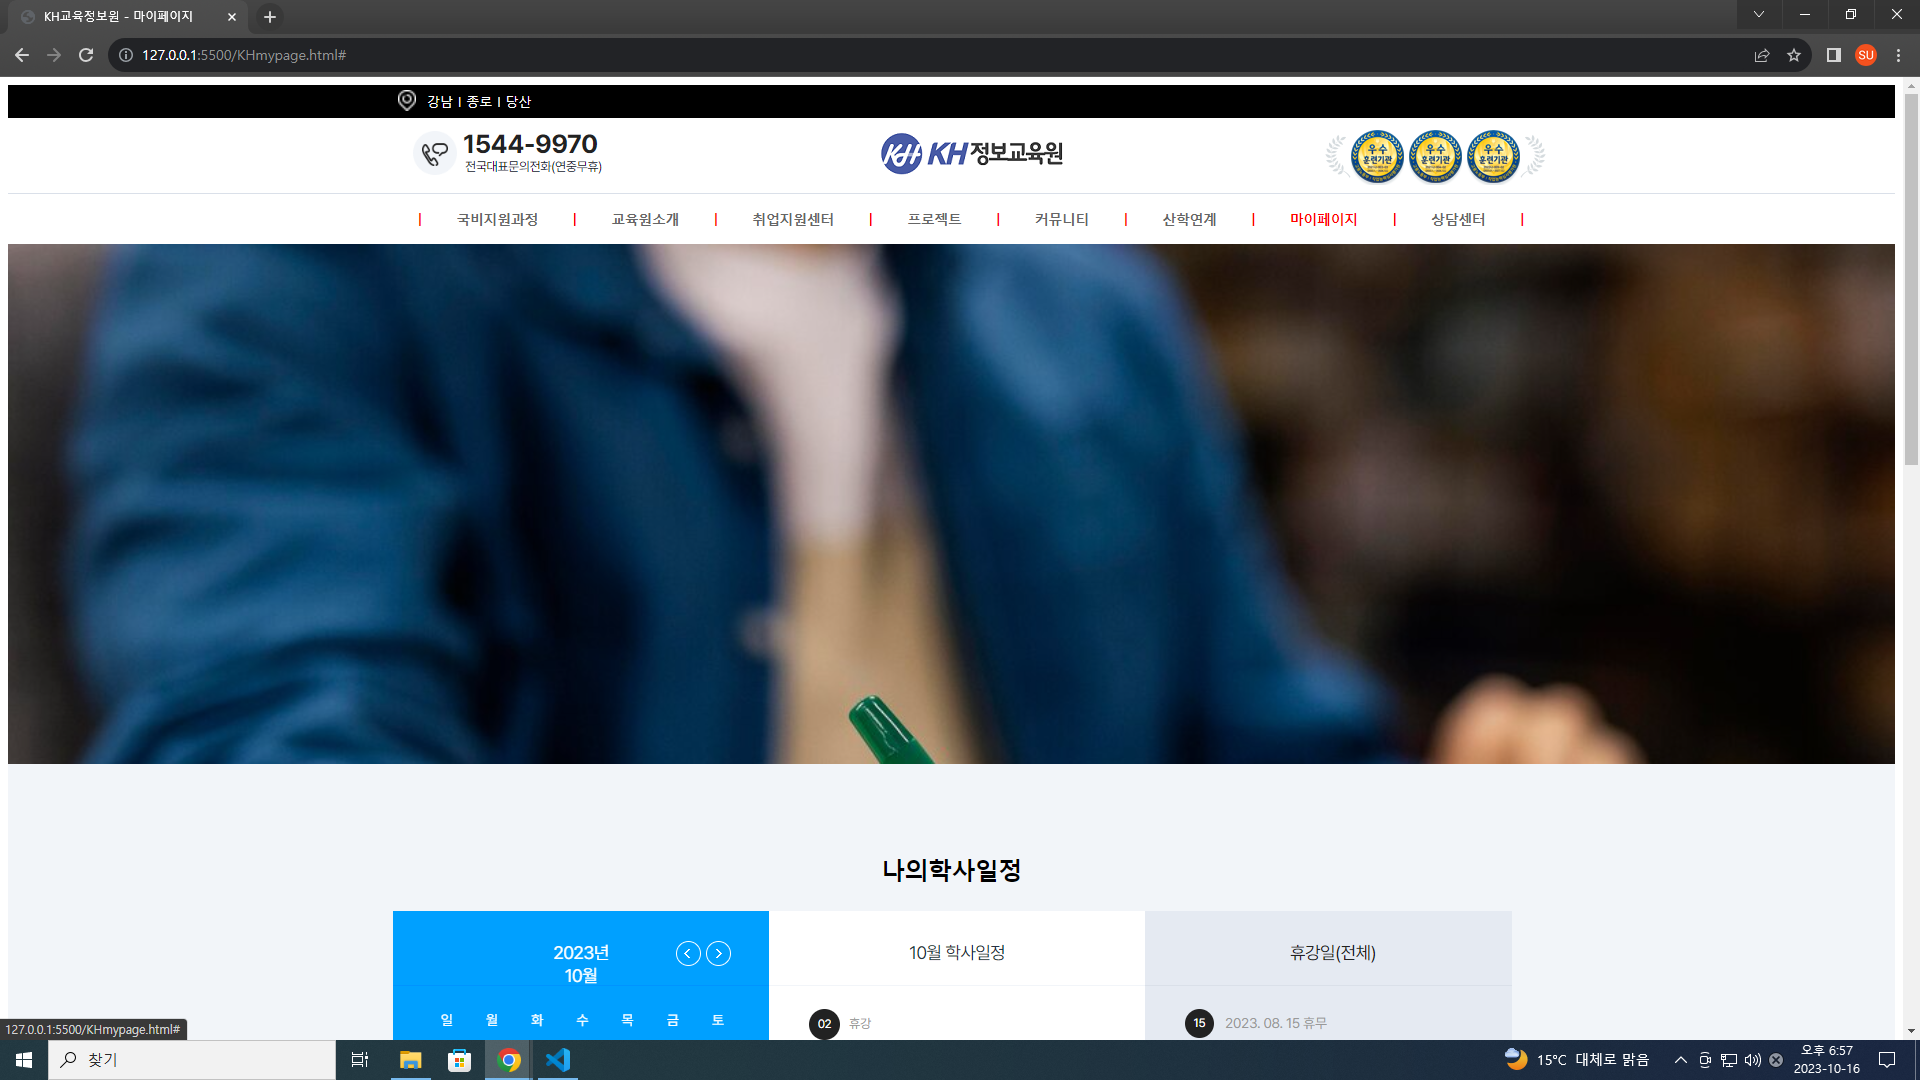 KH교육정보원 - 마이페이지
127.0.0.1:5500/KHmypage.html#
SU
강남 I 종로 I 당산
1544-9970
전국대표문의전화(연중무휴)
KH KH 정보교육원
우수 훈련기관
우수 훈련기관
우수 훈련기관
| 국비지원과정 | 교육원소개 | 취업지원센터 | 프로젝트 | 커뮤니티 | 산학연계 | 마이페이지 | 상담센터 |
나의학사일정
2023년
10월
일 월 화 수 목 금 토
10월 학사일정
02 휴강
휴강일(전체)
15 2023. 08. 15 휴무
127.0.0.1:5500/KHmypage.html#
찾기
15°C 대체로 맑음
오후 6:57
2023-10-16